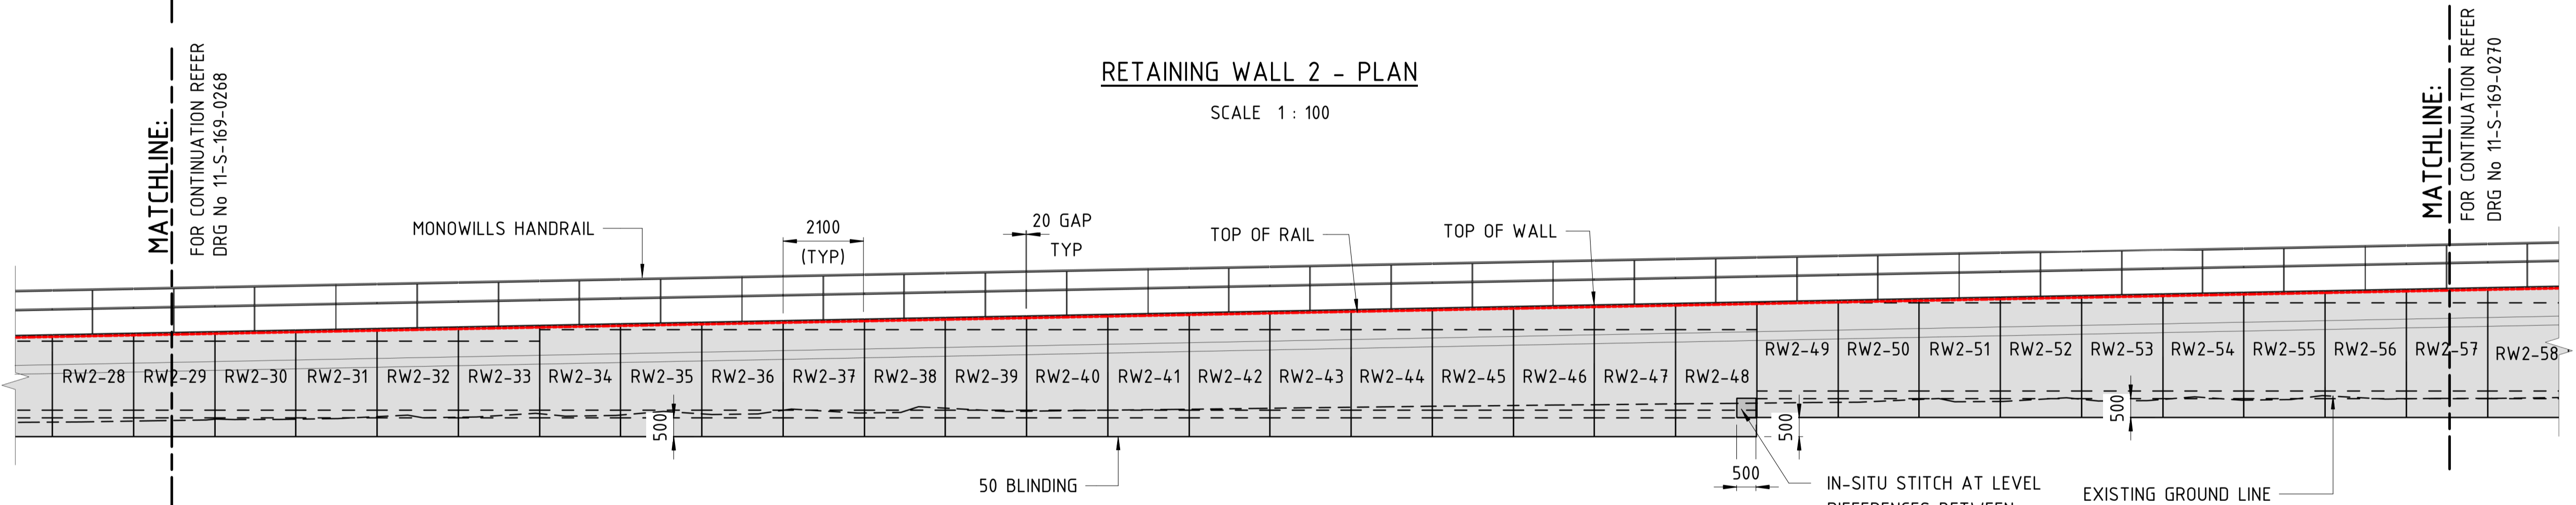 RETAINING WALL 2 - PLAN
SCALE 1 : 100
MATCHLINE:
FOR CONTINUATION REFER
DRG No 11-S-169-0268
MATCHLINE:
FOR CONTINUATION REFER
DRG No 11-S-169-0270
MONOWILLS HANDRAIL
2100
(TYP)
20 GAP
TYP
TOP OF RAIL
TOP OF WALL
RW2-28
RW2-29
RW2-30
RW2-31
RW2-32
RW2-33
RW2-34
RW2-35
RW2-36
RW2-37
RW2-38
RW2-39
RW2-40
RW2-41
RW2-42
RW2-43
RW2-44
RW2-45
RW2-46
RW2-47
RW2-48
RW2-49
RW2-50
RW2-51
RW2-52
RW2-53
RW2-54
RW2-55
RW2-56
RW2-57
RW2-58
500
500
500
500
50 BLINDING
IN-SITU STITCH AT LEVEL
DIFFERENCES BETWEEN
EXISTING GROUND LINE